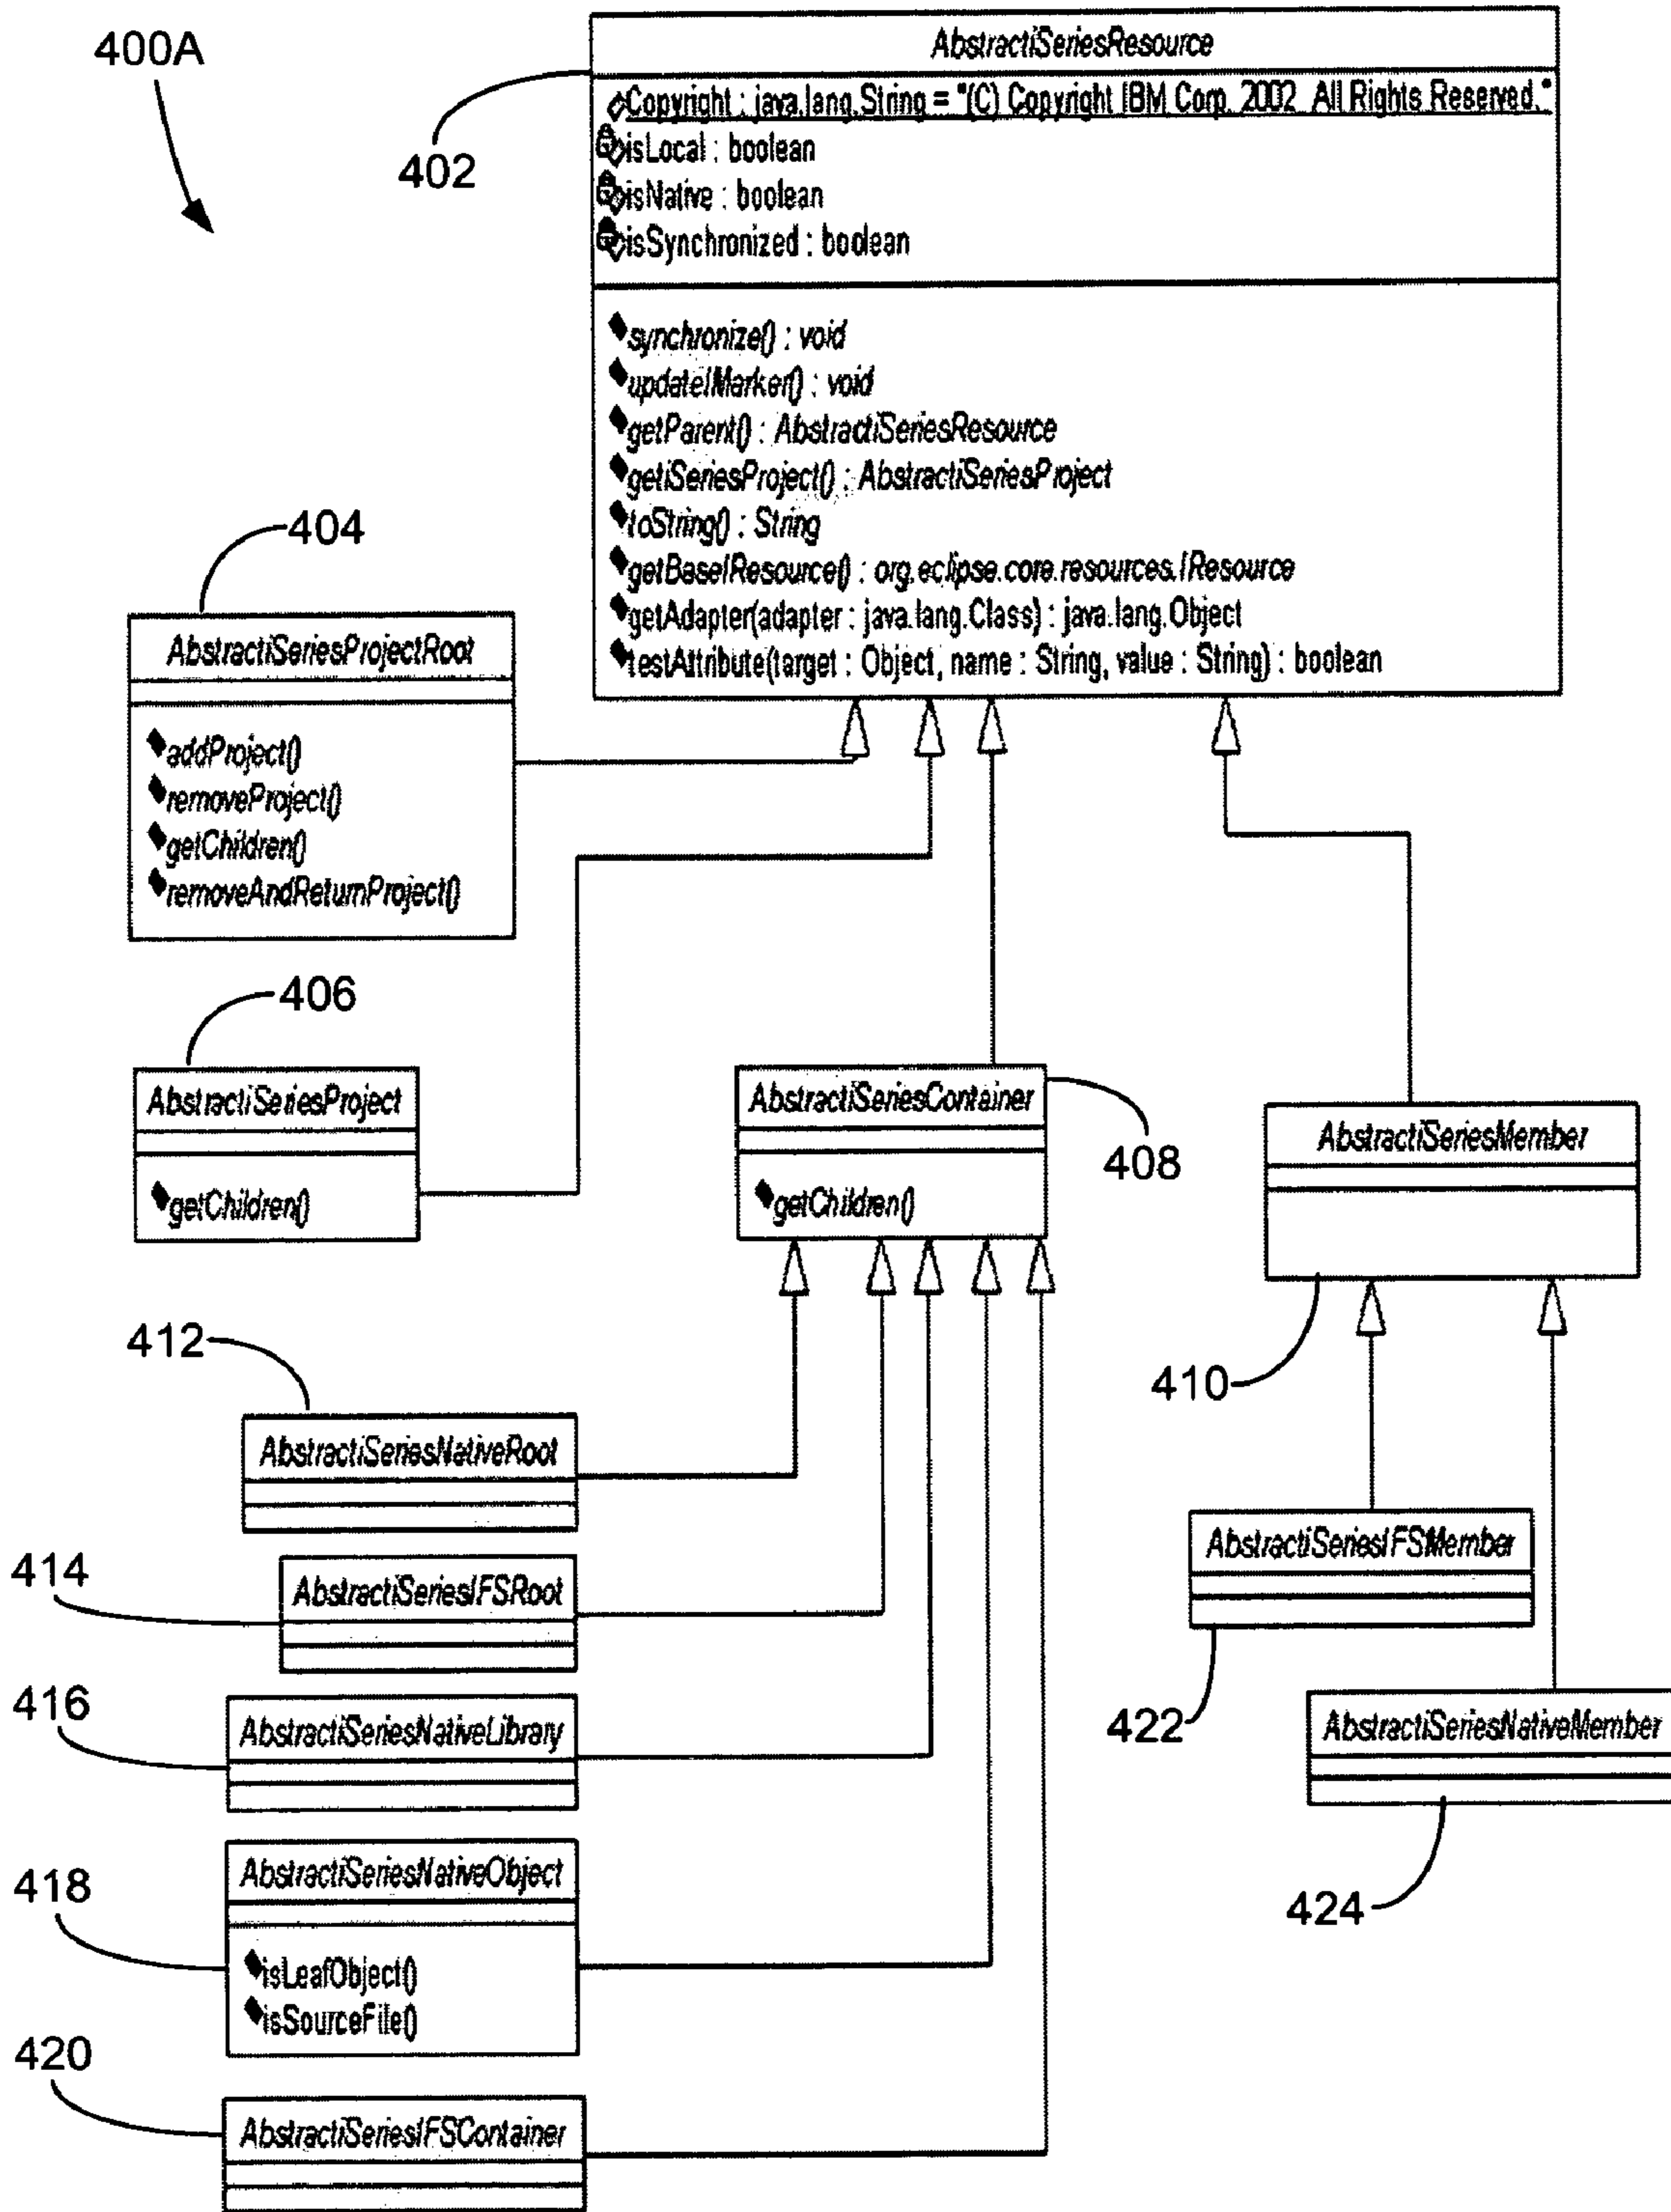 400A
AbstractiSeriesResource
Copyright : java.lang.String = "(C) Copyright IBM Corp. 2002 All Rights Reserved."
isLocal : boolean
isNative : boolean
isSynchronized : boolean
402
synchronize() : void
updateIMarker() : void
getParent() : AbstractiSeriesResource
getiSeriesProject() : AbstractiSeriesProject
toString() : String
getBaseIResource() : org.eclipse.core.resources.IResource
getAdapter(adapter : java.lang.Class) : java.lang.Object
testAttribute(target : Object, name : String, value : String) : boolean
404
AbstractiSeriesProjectRoot
addProject()
removeProject()
getChildren()
removeAndReturnProject()
406
AbstractiSeriesProject
getChildren()
AbstractiSeriesContainer
getChildren()
408
AbstractiSeriesMember
410
412
AbstractiSeriesNativeRoot
414
AbstractiSeriesIFSRoot
416
AbstractiSeriesNativeLibrary
418
AbstractiSeriesNativeObject
isLeafObject()
isSourceFile()
420
AbstractiSeriesIFSContainer
AbstractiSeriesIFSMember
422
AbstractiSeriesNativeMember
424